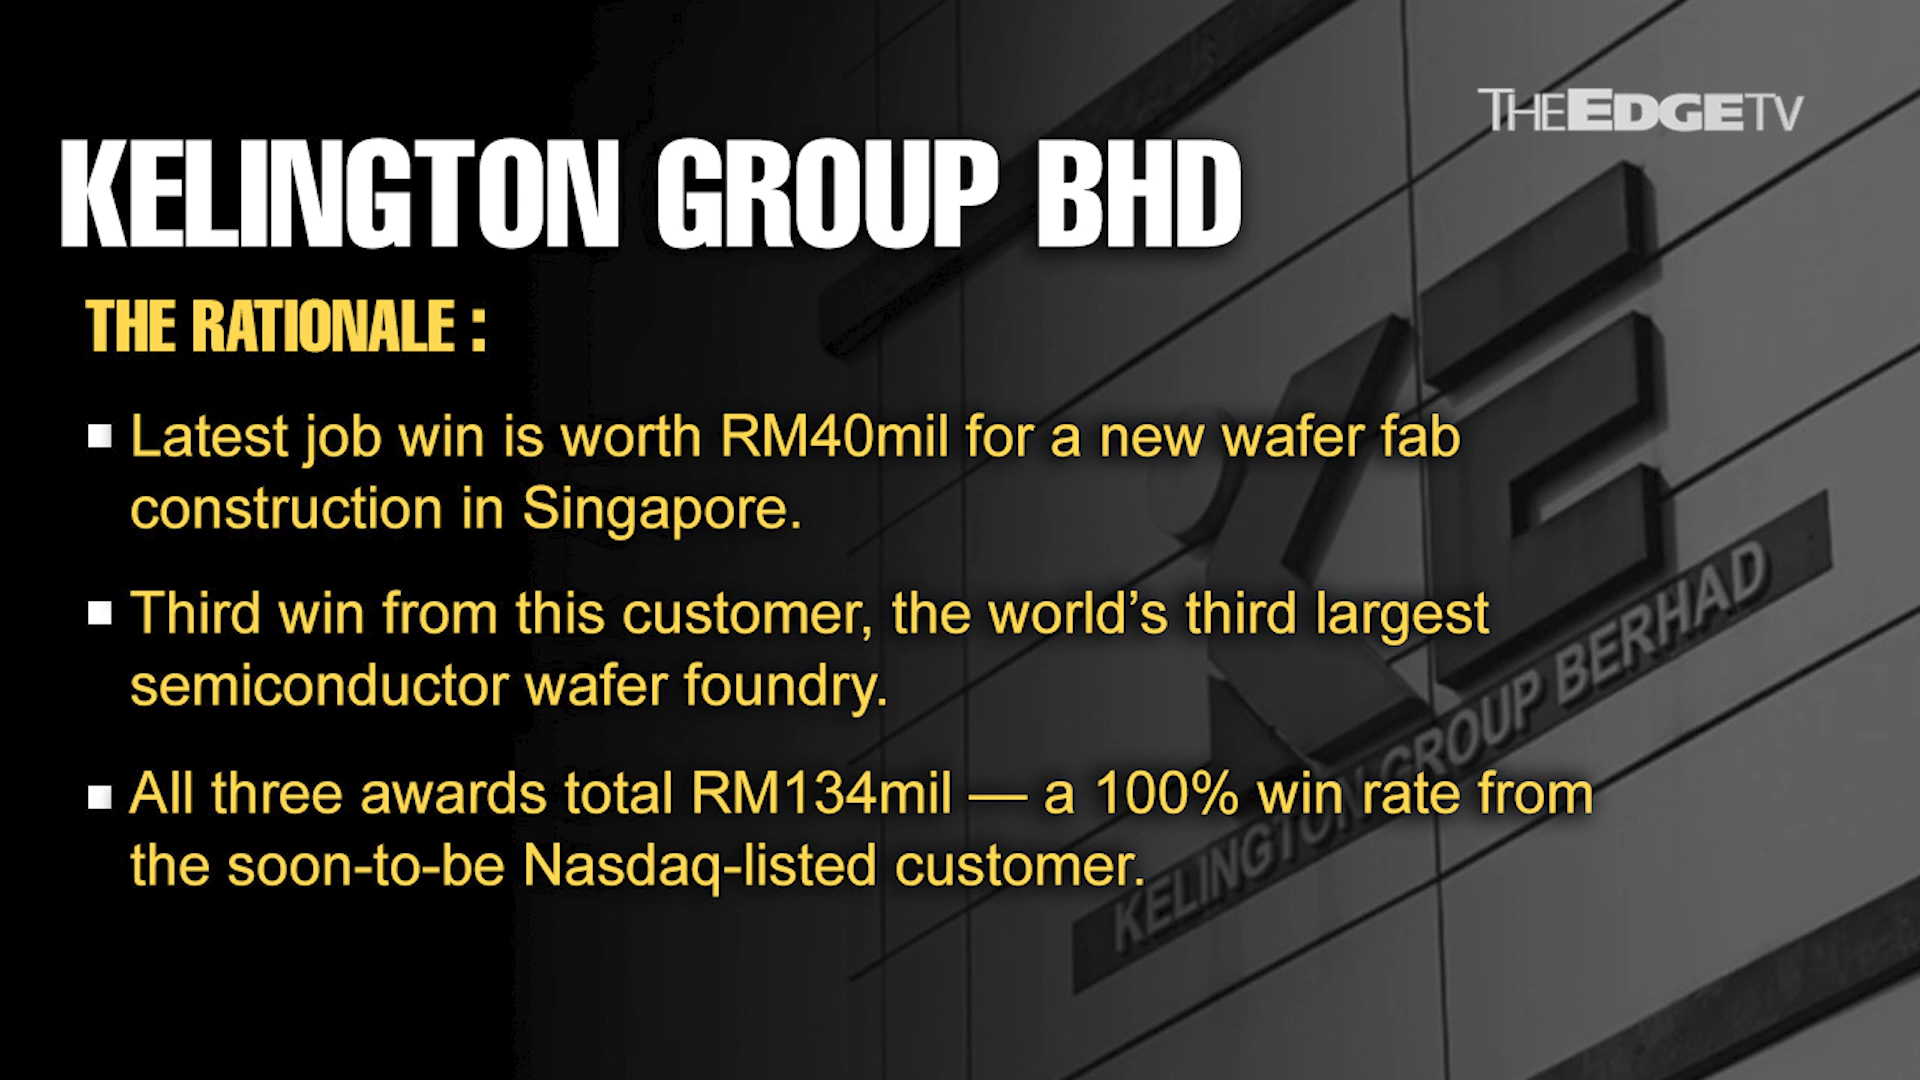 THEEDGETV
KELINGTON GROUP BHD
THE RATIONALE :
Latest job win is worth RM40mil for a new wafer fab
construction in Singapore.
Third win from this customer, the world’s third largest
semiconductor wafer foundry.
All three awards total RM134mil — a 100% win rate from
the soon-to-be Nasdaq-listed customer.
KE
KELINGTON GROUP BERHAD